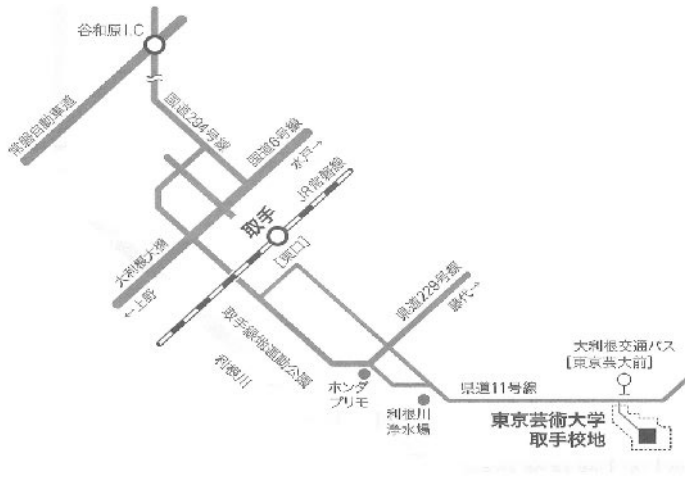 谷和原I.C
常磐自動車道
国道294号線
国道6号線
水戸→
JR常磐線
取手
[東口]
大利根大橋
←上野
取手緑地運動公園
利根川
県道229号線
藤代→
ホンダ
プリモ
利根川
浄水場
県道11号線
大利根交通バス
[東京芸大前]
東京芸術大学
取手校地